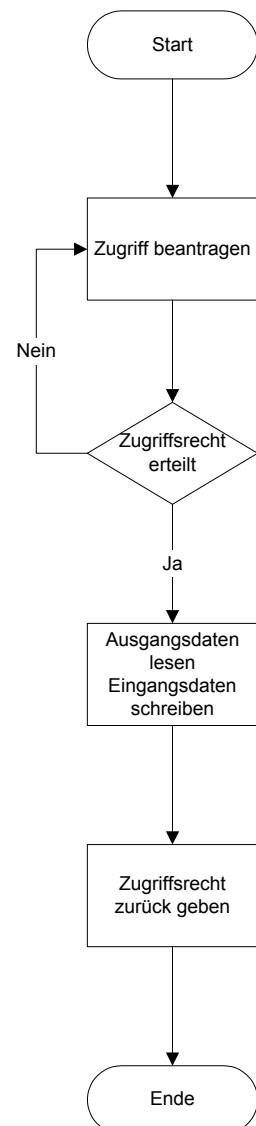 Start
Zugriff beantragen
Nein
Zugriffsrecht
erteilt
Ja
Ausgangsdaten
lesen
Eingangsdaten
schreiben
Zugriffsrecht
zurück geben
Ende